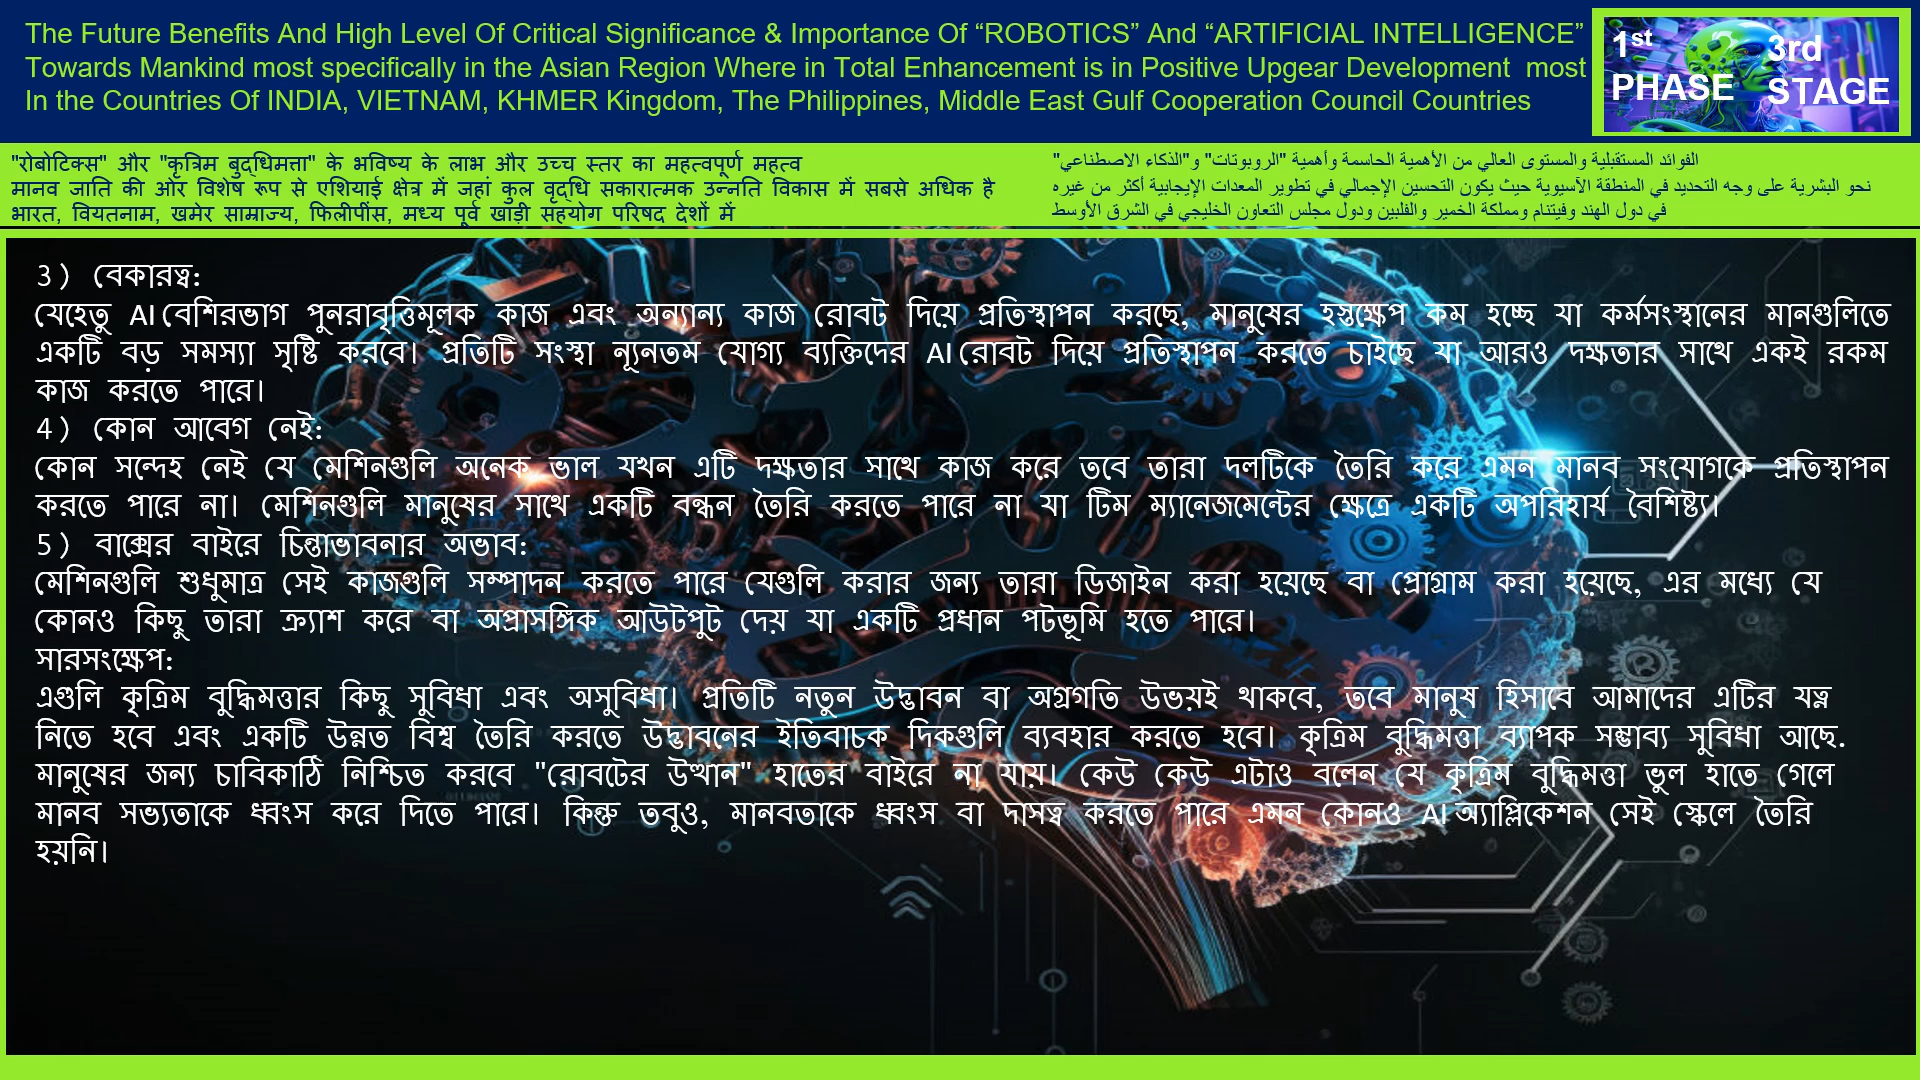 The Future Benefits And High Level Of Critical Significance & Importance Of “ROBOTICS” And “ARTIFICIAL INTELLIGENCE”
Towards Mankind most specifically in the Asian Region Where in Total Enhancement is in Positive Upgear Development  most
In the Countries Of INDIA, VIETNAM, KHMER Kingdom, The Philippines, Middle East Gulf Cooperation Council Countries
1st
PHASE
3rd
STAGE
"रोबोटिक्स" और "कृत्रिम बुद्धिमत्ता" के भविष्य के लाभ और उच्च स्तर का महत्वपूर्ण महत्व
मानव जाति की ओर विशेष रूप से एशियाई क्षेत्र में जहां कुल वृद्धि सकारात्मक उन्नति विकास में सबसे अधिक है
भारत, वियतनाम, खमेर साम्राज्य, फिलीपींस, मध्य पूर्व खाड़ी सहयोग परिषद देशों में
الفوائد المستقبلية والمستوى العالي من الأهمية الحاسمة وأهمية "الروبوتات" و"الذكاء الاصطناعي"
نحو البشرية على وجه التحديد في المنطقة الآسيوية حيث يكون التحسين الإجمالي في تطوير المعدات الإيجابية أكثر من غيره
في دول الهند وفيتنام ومملكة الخمير والفلبين ودول مجلس التعاون الخليجي في الشرق الأوسط
3) বেকারত্ব:
যেহেতু AI বেশিরভাগ পুনরাবৃত্তিমূলক কাজ এবং অন্যান্য কাজ রোবট দিয়ে প্রতিস্থাপন করছে, মানুষের হস্তক্ষেপ কম হচ্ছে যা কর্মসংস্থানের মানগুলিতে
একটি বড় সমস্যা সৃষ্টি করবে। প্রতিটি সংস্থা ন্যূনতম যোগ্য ব্যক্তিদের AI রোবট দিয়ে প্রতিস্থাপন করতে চাইছে যা আরও দক্ষতার সাথে একই রকম
কাজ করতে পারে।
4) কোন আবেগ নেই:
কোন সন্দেহ নেই যে মেশিনগুলি অনেক ভাল যখন এটি দক্ষতার সাথে কাজ করে তবে তারা দলটিকে তৈরি করে এমন মানব সংযোগকে প্রতিস্থাপন
করতে পারে না। মেশিনগুলি মানুষের সাথে একটি বন্ধন তৈরি করতে পারে না যা টিম ম্যানেজমেন্টের ক্ষেত্রে একটি অপরিহার্য বৈশিষ্ট্য।
5) বাক্সের বাইরে চিন্তাভাবনার অভাব:
মেশিনগুলি শুধুমাত্র সেই কাজগুলি সম্পাদন করতে পারে যেগুলি করার জন্য তারা ডিজাইন করা হয়েছে বা প্রোগ্রাম করা হয়েছে, এর মধ্যে যে
কোনও কিছু তারা ক্র্যাশ করে বা অপ্রাসঙ্গিক আউটপুট দেয় যা একটি প্রধান পটভূমি হতে পারে।
সারসংক্ষেপ:
এগুলি কৃত্রিম বুদ্ধিমত্তার কিছু সুবিধা এবং অসুবিধা। প্রতিটি নতুন উদ্ভাবন বা অগ্রগতি উভয়ই থাকবে, তবে মানুষ হিসাবে আমাদের এটির যত্ন
নিতে হবে এবং একটি উন্নত বিশ্ব তৈরি করতে উদ্ভাবনের ইতিবাচক দিকগুলি ব্যবহার করতে হবে। কৃত্রিম বুদ্ধিমত্তা ব্যাপক সম্ভাব্য সুবিধা আছে.
মানুষের জন্য চাবিকাঠি নিশ্চিত করবে "রোবটের উত্থান" হাতের বাইরে না যায়। কেউ কেউ এটাও বলেন যে কৃত্রিম বুদ্ধিমত্তা ভুল হাতে গেলে
মানব সভ্যতাকে ধ্বংস করে দিতে পারে। কিন্তু তবুও, মানবতাকে ধ্বংস বা দাসত্ব করতে পারে এমন কোনও AI অ্যাপ্লিকেশন সেই স্কেলে তৈরি
হয়নি।